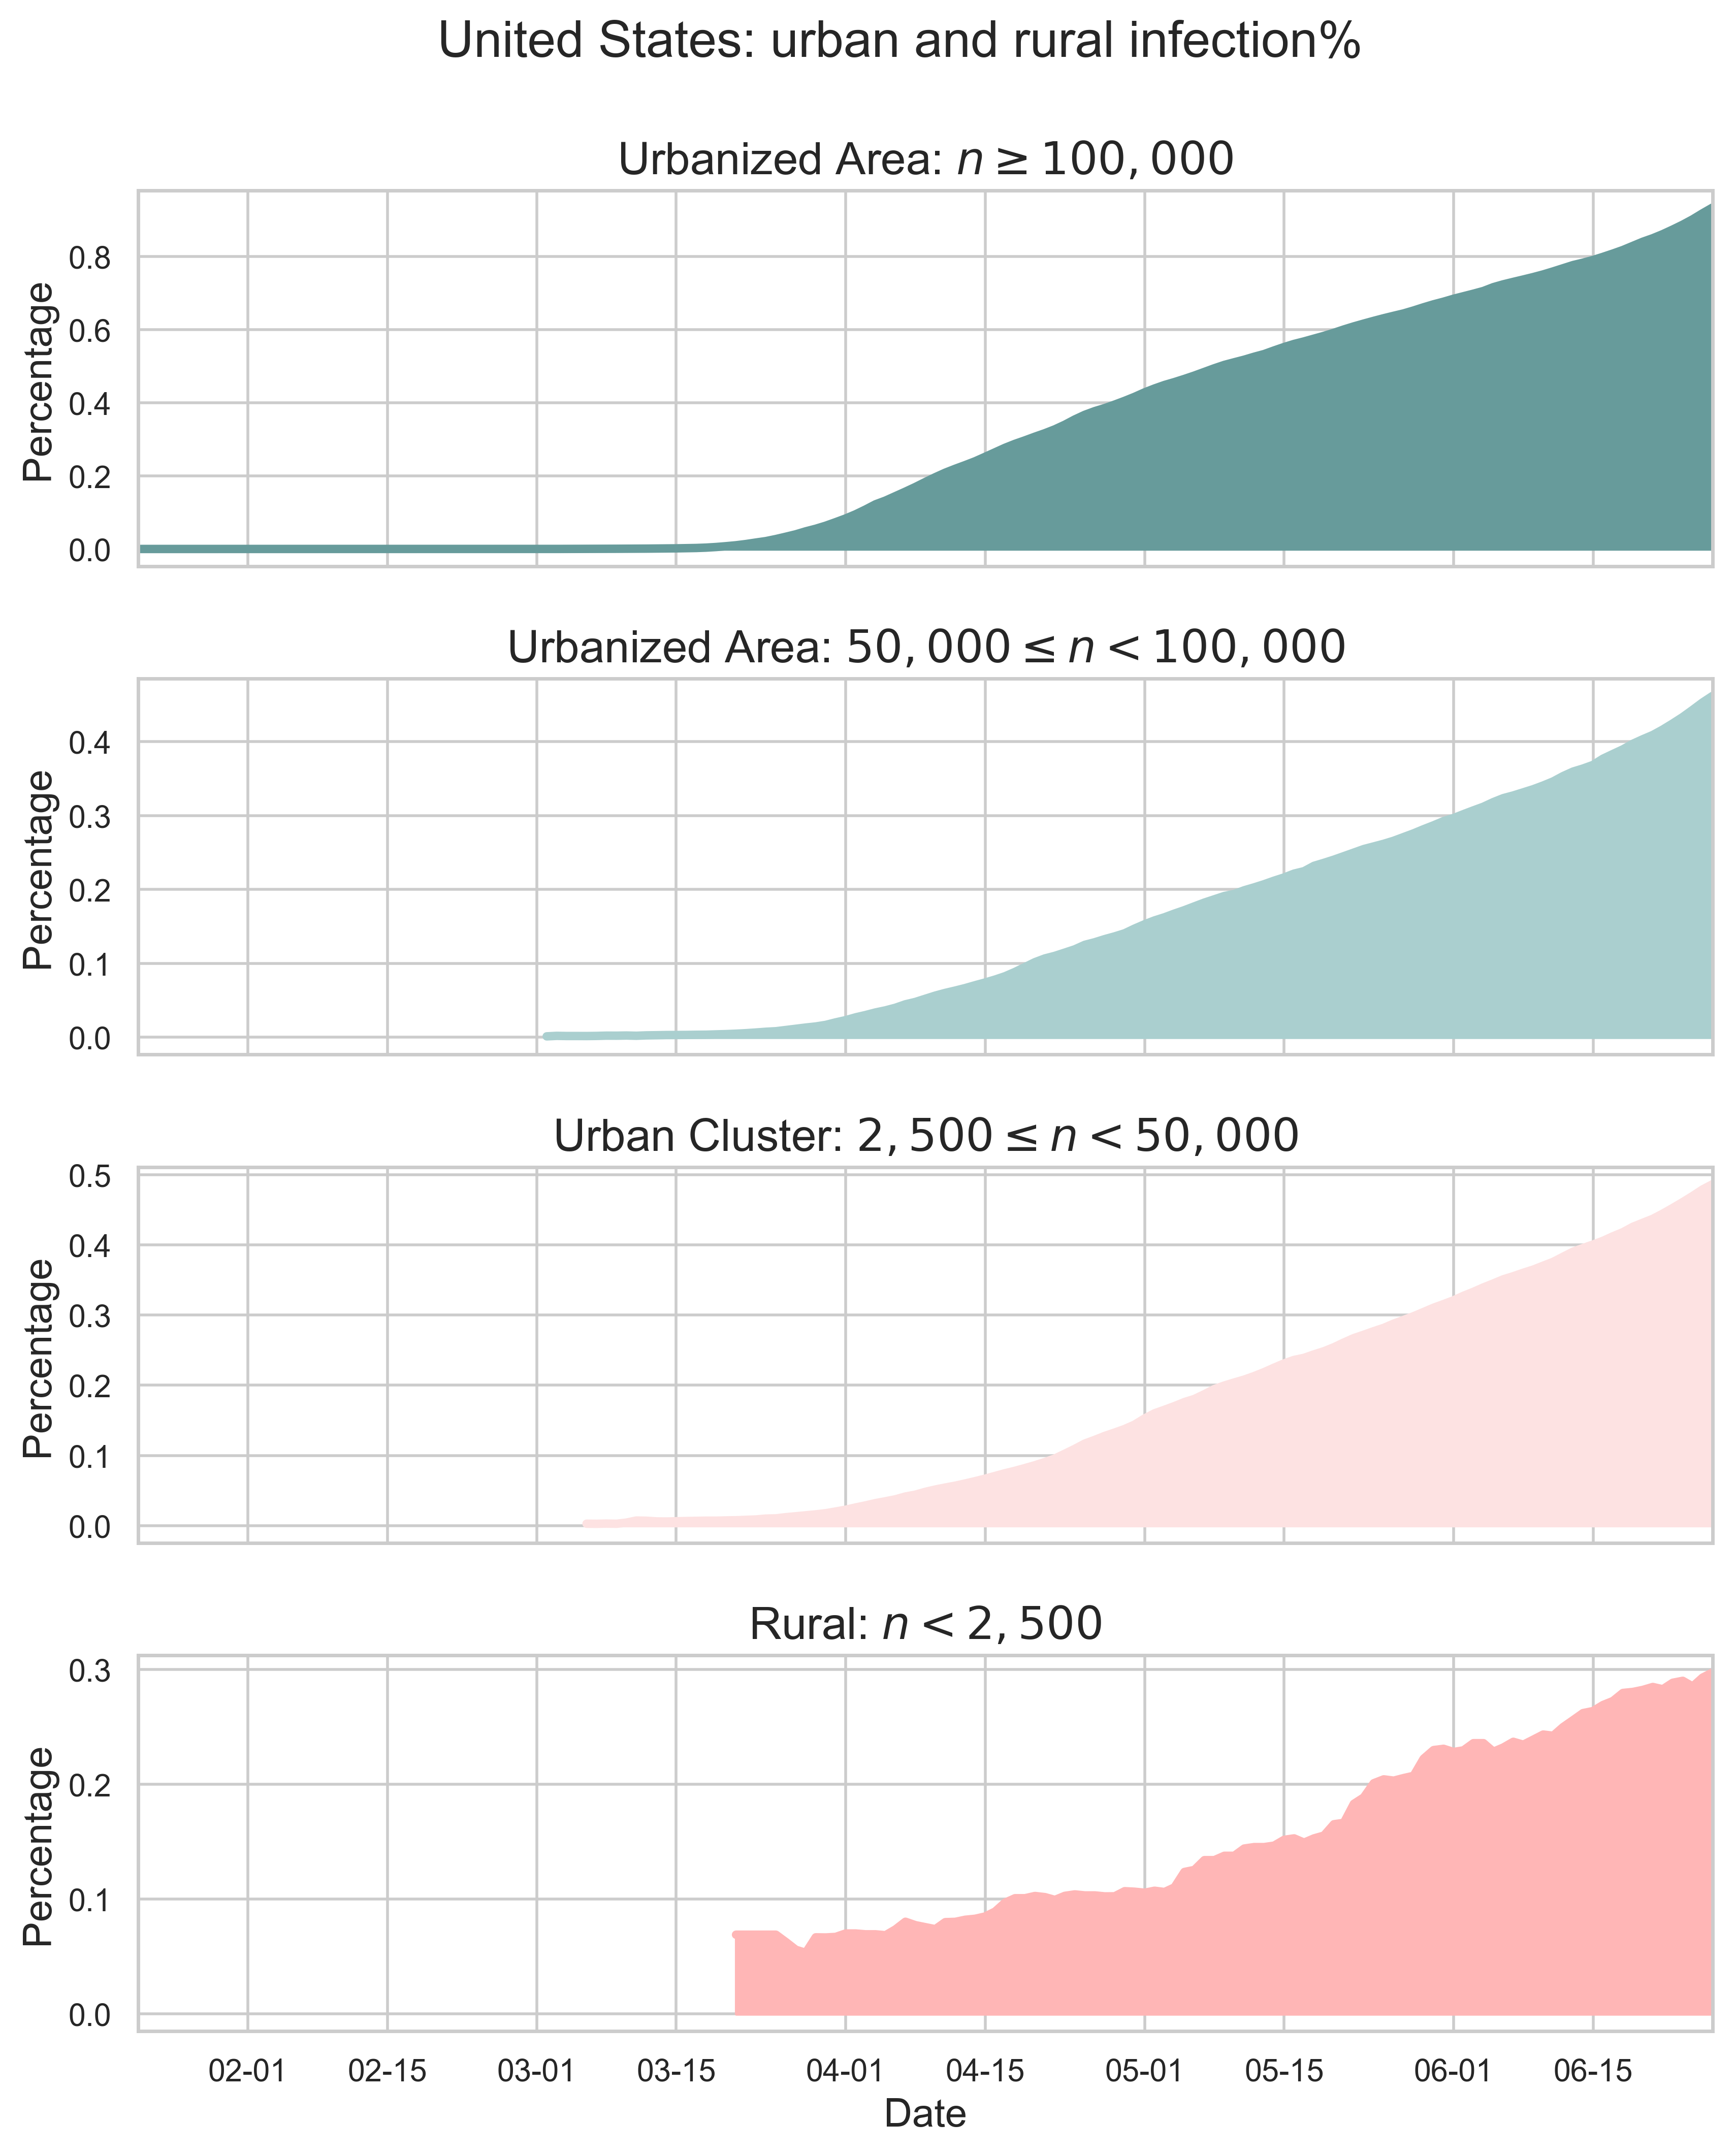 United States: urban and rural infection%
Urbanized Area: n ≥ 100,000
Percentage
0.8
0.6
0.4
0.2
0.0
Urbanized Area: 50,000 ≤ n < 100,000
Percentage
0.4
0.3
0.2
0.1
0.0
Urban Cluster: 2,500 ≤ n < 50,000
Percentage
0.5
0.4
0.3
0.2
0.1
0.0
Rural: n < 2,500
Percentage
0.3
0.2
0.1
0.0
02-01 02-15 03-01 03-15 04-01 04-15 05-01 05-15 06-01 06-15
Date